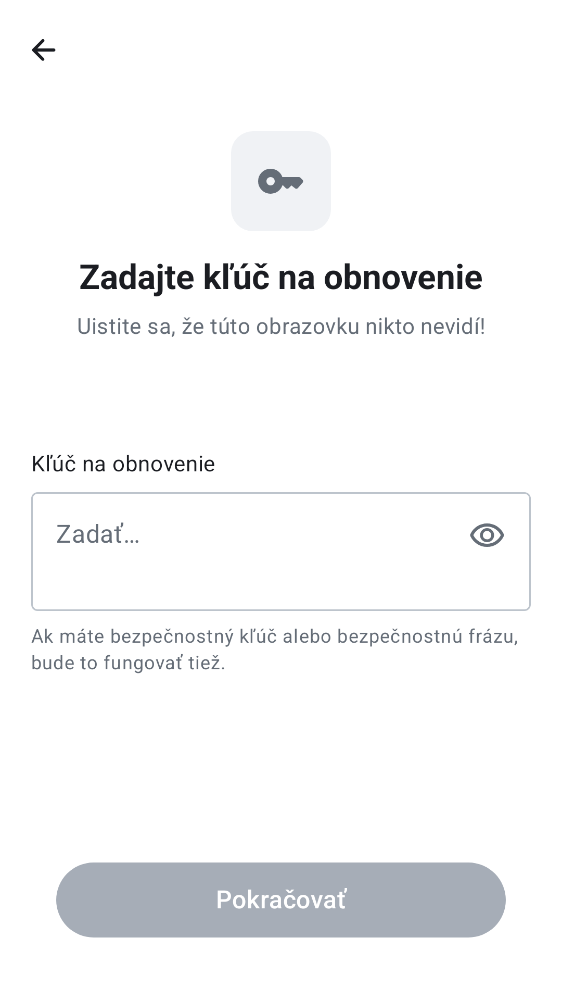 Zadajte kľúč na obnovenie
Uistite sa, že túto obrazovku nikto nevidí!
Kľúč na obnovenie
Zadať...
Ak máte bezpečnostný kľúč alebo bezpečnostnú frázu,
bude to fungovať tiež.
Pokračovať